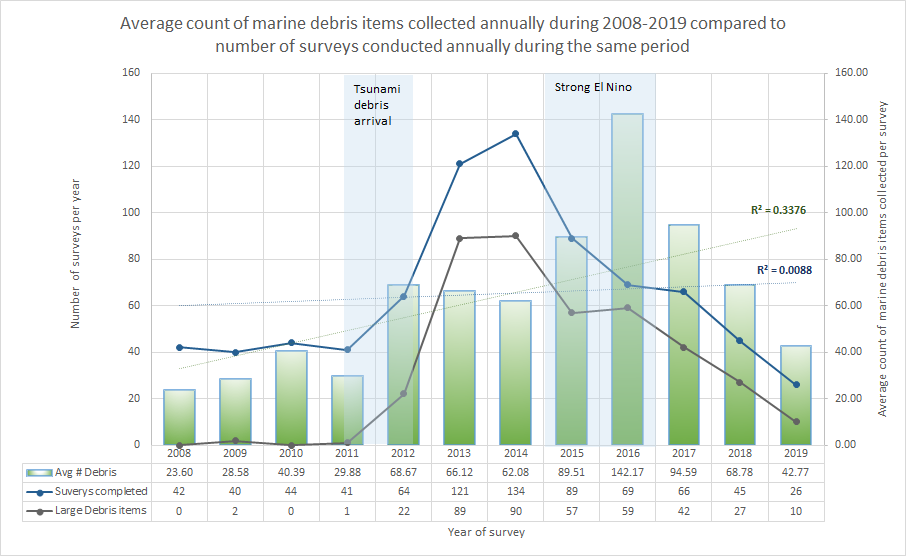 Average count of marine debris items collected annually during 2008-2019 compared to
number of surveys conducted annually during the same period
160
140
120
100
80
60
40
20
0
Number of surveys per year
Tsunami
debris
arrival
Strong El Nino
R² = 0.3376
R² = 0.0088
160.00
140.00
120.00
100.00
80.00
60.00
40.00
20.00
0.00
Average count of marine debris items collected per survey
2008 2009 2010 2011 2012 2013 2014 2015 2016 2017 2018 2019
Avg # Debris 23.60 28.58 40.39 29.88 68.67 66.12 62.08 89.51 142.17 94.59 68.78 42.77
Suverys completed 42 40 44 41 64 121 134 89 69 66 45 26
Large Debris items 0 2 0 1 22 89 90 57 59 42 27 10
Year of survey